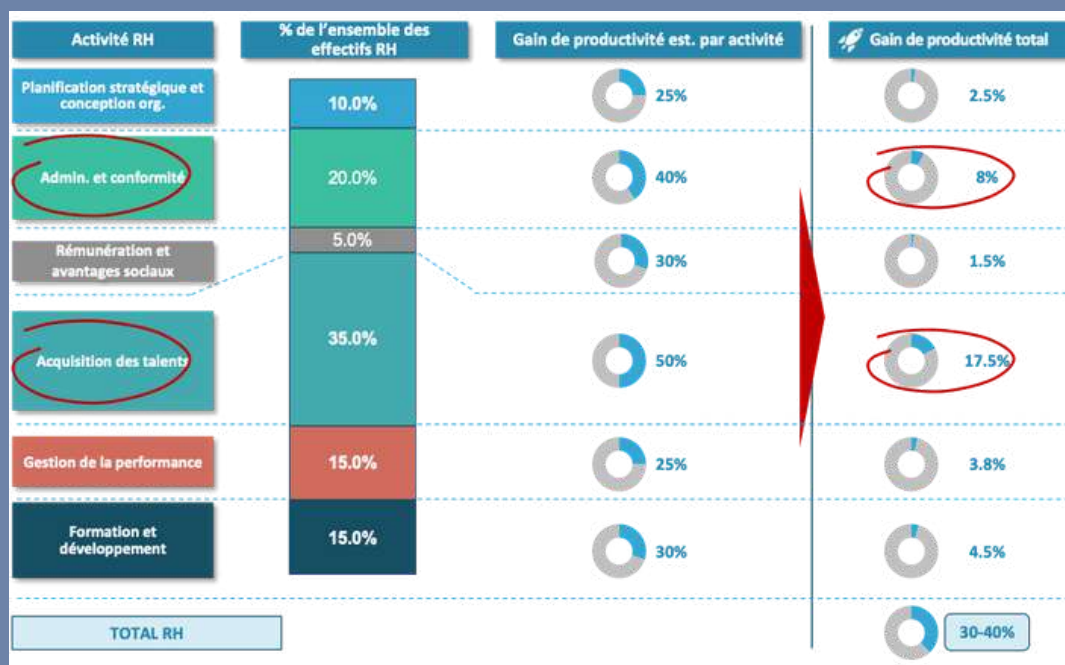 Activité RH
% de l'ensemble des
effectifs RH
Gain de productivité est. par activité
Gain de productivité total
Planification stratégique et
conception org.
10.0%
25%
2.5%
Admin. et conformité
20.0%
40%
8%
Rémunération et
avantages sociaux
5.0%
30%
1.5%
Acquisition des talents
35.0%
50%
17.5%
Gestion de la performance
15.0%
25%
3.8%
Formation et
développement
15.0%
30%
4.5%
TOTAL RH
30-40%